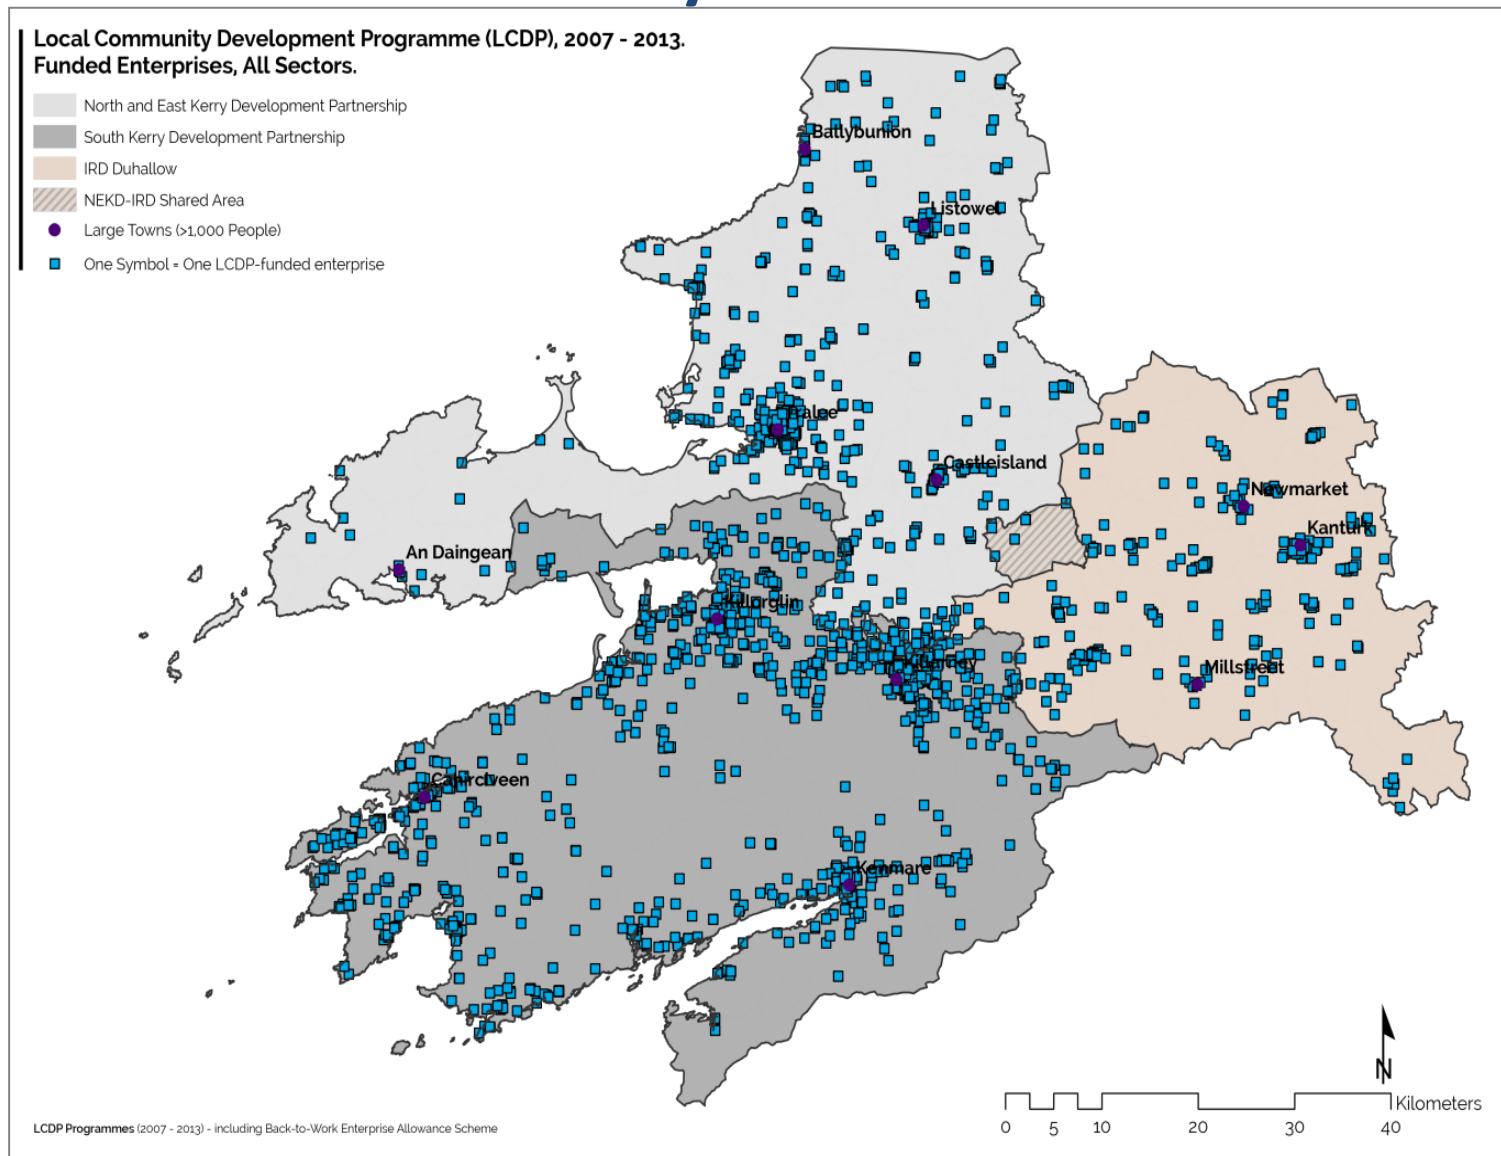 Local Community Development Programme (LCDP), 2007 - 2013.
Funded Enterprises, All Sectors.
North and East Kerry Development Partnership
South Kerry Development Partnership
IRD Duhallow
NEKD-IRD Shared Area
Large Towns (>1,000 People)
One Symbol = One LCDP-funded enterprise
Ballybunion
Listowel
Tralee
Castleisland
Newmarket
Kanturk
An Daingean
Killorglin
Killarney
Millstreet
Cahirciveen
Kenmare
N
Kilometers
0 5 10 20 30 40
LCDP Programmes (2007 - 2013) - including Back-to-Work Enterprise Allowance Scheme